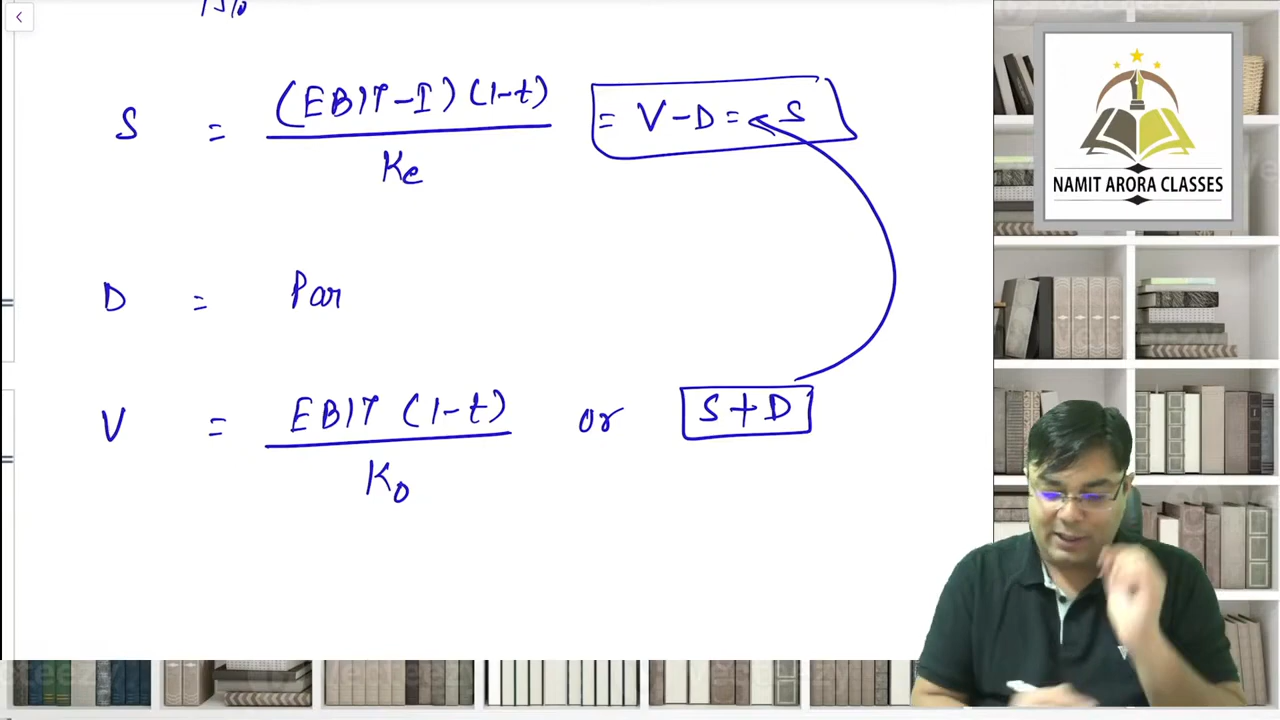 S = (EBIT-I) (1-t) / Ke = V-D = S
D = Par
V = EBIT (1-t) / Ko or S+D
NAMIT ARORA CLASSES